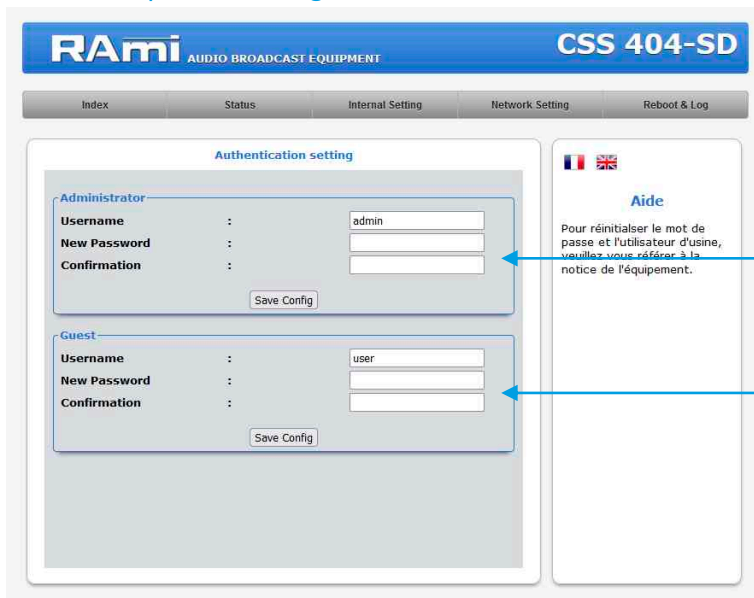 RAmi AUDIO BROADCAST EQUIPMENT CSS 404-SD
Index Status Internal Setting Network Setting Reboot & Log
Authentication setting
Administrator
Username : admin
New Password :
Confirmation :
Save Config
Guest
Username : user
New Password :
Confirmation :
Save Config
Aide
Pour réinitialser le mot de
passe et l'utilisateur d'usine,
veuillez vous référer à la
notice de l'équipement.